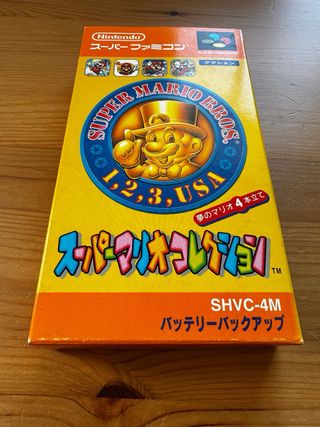 Nintendo
スーパーファミコン
アクション
SUPER MARIO BROS.
1, 2, 3, USA
夢のマリオ4本立て
スーパーマリオコレクション
TM
SHVC-4M
バッテリーバックアップ